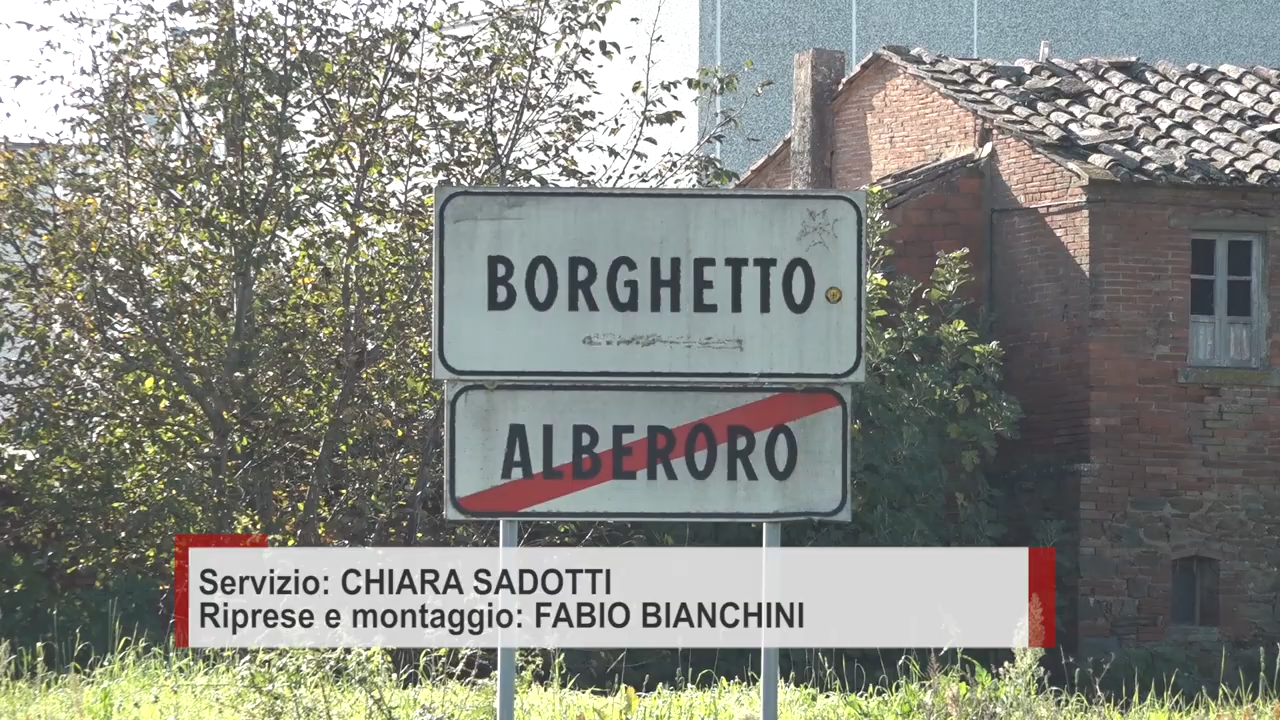 BORGHETTO
ALBERORO
Servizio: CHIARA SADOTTI
Riprese e montaggio: FABIO BIANCHINI